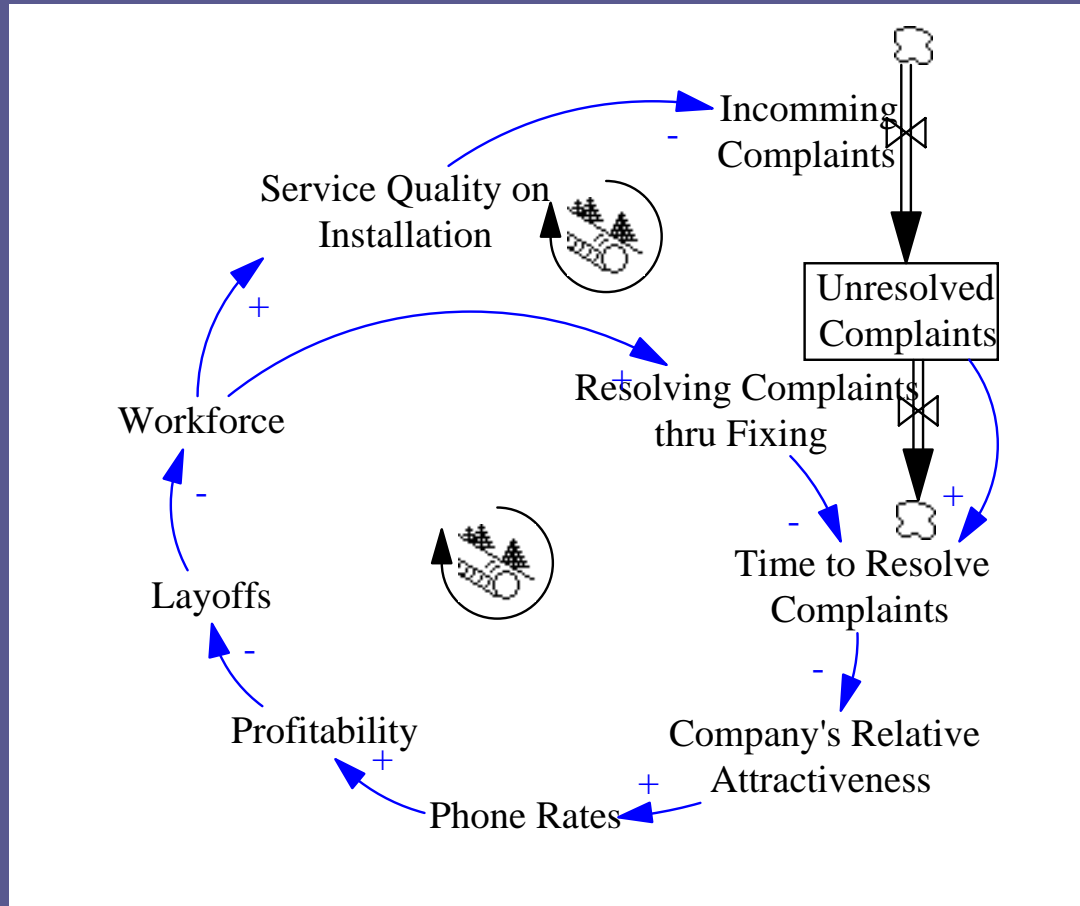 Incomming
Complaints
-
Service Quality on
Installation
+
Unresolved
Complaints
+
Resolving Complaints
thru Fixing
Workforce
-
-
+
Time to Resolve
Complaints
Layoffs
-
-
Company's Relative
Attractiveness
Profitability
+
+
Phone Rates